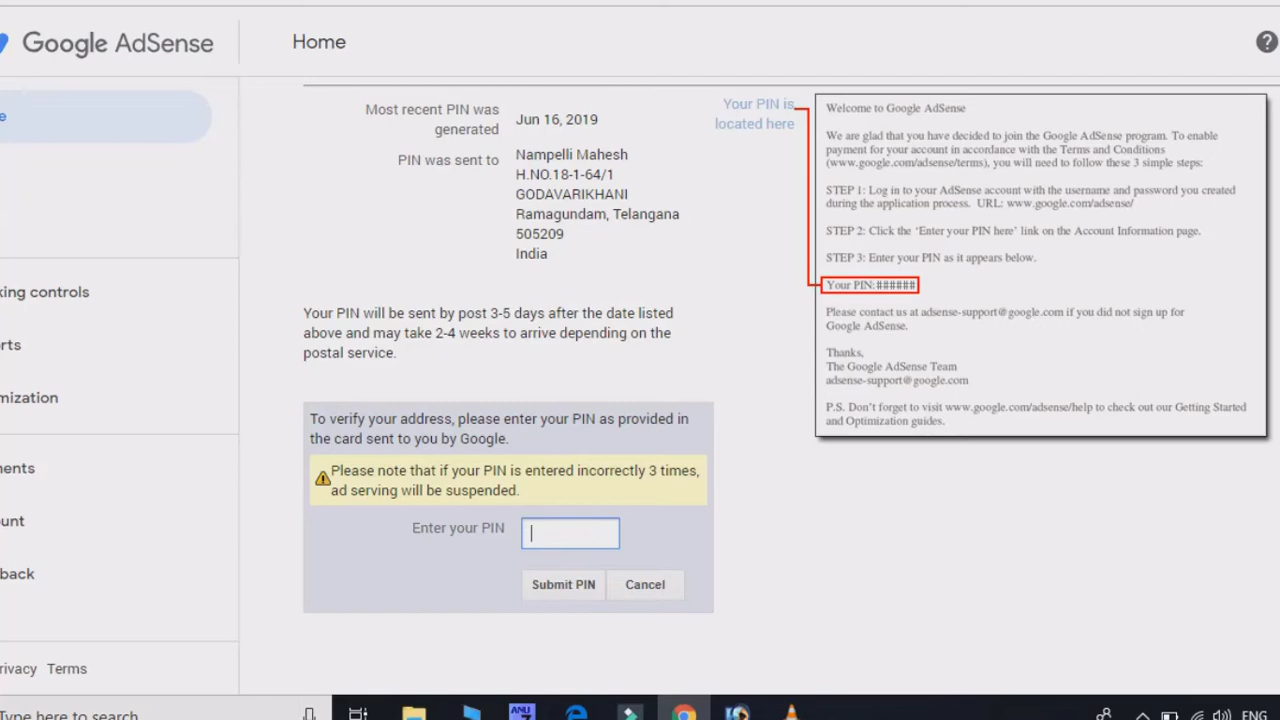 Google AdSense
Home
e
king controls
rts
mization
ments
ount
back
rivacy Terms
Most recent PIN was
generated
Jun 16, 2019
PIN was sent to
Nampelli Mahesh
H.NO.18-1-64/1
GODAVARIKHANI
Ramagundam, Telangana
505209
India
Your PIN will be sent by post 3-5 days after the date listed
above and may take 2-4 weeks to arrive depending on the
postal service.
To verify your address, please enter your PIN as provided in
the card sent to you by Google.
Please note that if your PIN is entered incorrectly 3 times,
ad serving will be suspended.
Enter your PIN
Submit PIN Cancel
Your PIN is
located here
Welcome to Google AdSense
We are glad that you have decided to join the Google AdSense program. To enable
payment for your account in accordance with the Terms and Conditions
(www.google.com/adsense/terms), you will need to follow these 3 simple steps:
STEP 1: Log in to your AdSense account with the username and password you created
during the application process. URL: www.google.com/adsense/
STEP 2: Click the ‘Enter your PIN here’ link on the Account Information page.
STEP 3: Enter your PIN as it appears below.
Your PIN:######
Please contact us at adsense-support@google.com if you did not sign up for
Google AdSense.
Thanks,
The Google AdSense Team
adsense-support@google.com
P.S. Don’t forget to visit www.google.com/adsense/help to check out our Getting Started
and Optimization guides.
Type here to search
ANU
7
ENG